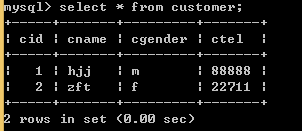 mysql> select * from customer;
+-----+-------+---------+-------+
| cid | cname | cgender | ctel  |
+-----+-------+---------+-------+
|   1 | hjj   | m       | 88888 |
|   2 | zft   | f       | 22711 |
+-----+-------+---------+-------+
2 rows in set (0.00 sec)